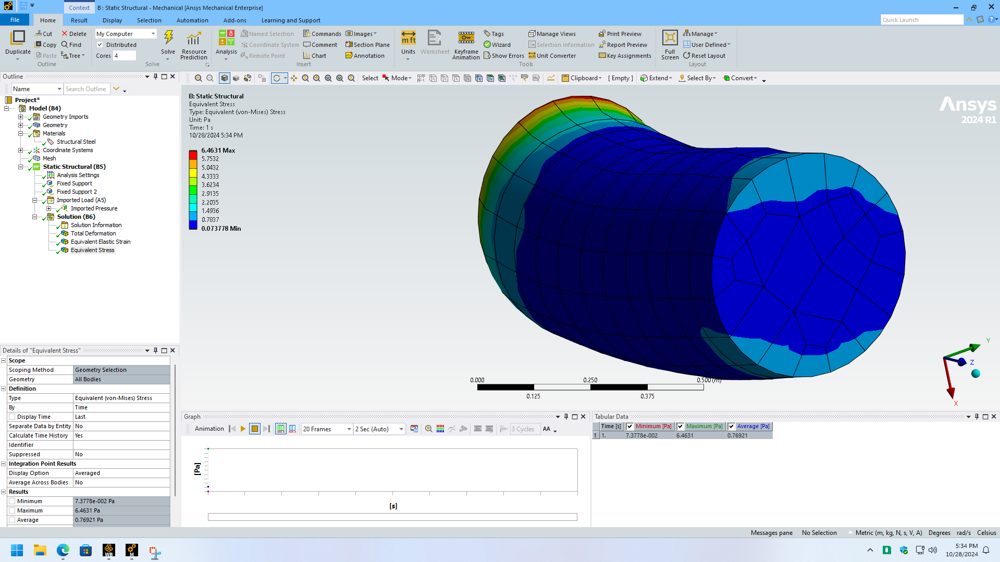 Context
B : Static Structural - Mechanical [Ansys Mechanical Enterprise]
File
Home
Result
Display
Selection
Automation
Add-ons
Learning and Support
Quick Launch
Duplicate
Cut
Copy
Paste
Delete
Find
Tree
Outline
My Computer
Distributed
Cores 4
Solve
Resource Prediction
Solve
Analysis
Named Selection
Coordinate System
Remote Point
Commands
Comment
Chart
Images
Section Plane
Annotation
Insert
Units
Worksheet
Keyframe Animation
Tags
Wizard
Show Errors
Manage Views
Selection Information
Unit Converter
Print Preview
Report Preview
Key Assignments
Tools
Full Screen
Manage
User Defined
Reset Layout
Layout
Outline
Name
Search Outline
Select
Mode
Clipboard
[ Empty ]
Extend
Select By
Convert
Project*
Model (B4)
Geometry Imports
Geometry
Materials
Structural Steel
Coordinate Systems
Mesh
Static Structural (B5)
Analysis Settings
Fixed Support
Fixed Support 2
Imported Load (A5)
Imported Pressure
Solution (B6)
Solution Information
Total Deformation
Equivalent Elastic Strain
Equivalent Stress
B: Static Structural
Equivalent Stress
Type: Equivalent (von-Mises) Stress
Unit: Pa
Time: 1 s
10/28/2024 5:34 PM
6.4631 Max
5.7532
5.0432
4.3333
3.6234
2.9135
2.2035
1.4936
0.7837
0.073778 Min
Ansys
2024 R1
0.000
0.250
0.500 (m)
0.125
0.375
Y
Z
X
Details of "Equivalent Stress"
Scope
Scoping Method Geometry Selection
Geometry All Bodies
Definition
Type Equivalent (von-Mises) Stress
By Time
Display Time Last
Separate Data by Entity No
Calculate Time History Yes
Identifier
Suppressed No
Integration Point Results
Display Option Averaged
Average Across Bodies No
Results
Minimum 7.3778e-002 Pa
Maximum 6.4631 Pa
Average 0.76921 Pa
Graph
Animation
20 Frames
2 Sec (Auto)
3 Cycles
AA
[Pa]
[s]
Tabular Data
Time [s] Minimum [Pa] Maximum [Pa] Average [Pa]
1 1. 7.3778e-002 6.4631 0.76921
Messages pane
No Selection
Metric (m, kg, N, s, V, A)
Degrees
rad/s
Celsius
WB
M
5:34 PM
10/28/2024